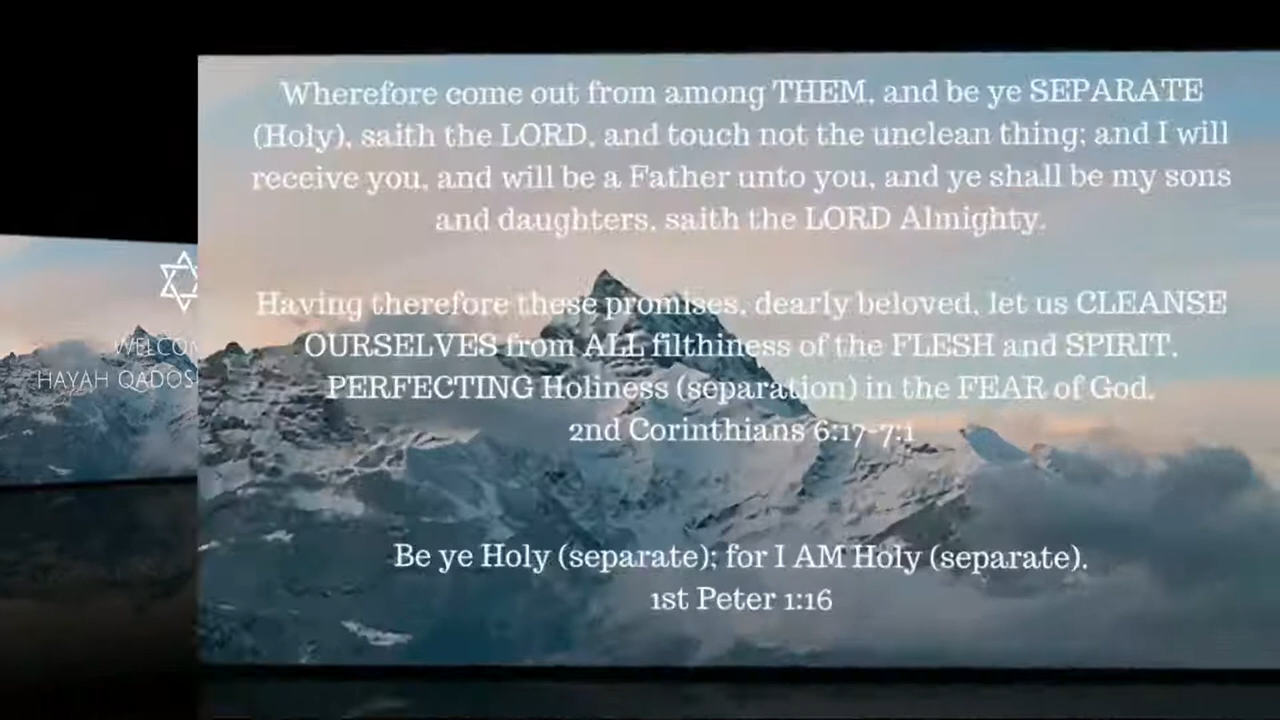 Wherefore come out from among THEM, and be ye SEPARATE
(Holy), saith the LORD, and touch not the unclean thing; and I will
receive you, and will be a Father unto you, and ye shall be my sons
and daughters, saith the LORD Almighty.
Having therefore these promises, dearly beloved, let us CLEANSE
OURSELVES from ALL filthiness of the FLESH and SPIRIT,
PERFECTING Holiness (separation) in the FEAR of God.
2nd Corinthians 6:17-7:1
Be ye Holy (separate); for I AM Holy (separate).
1st Peter 1:16
WELCOM
HAYAH QADOS